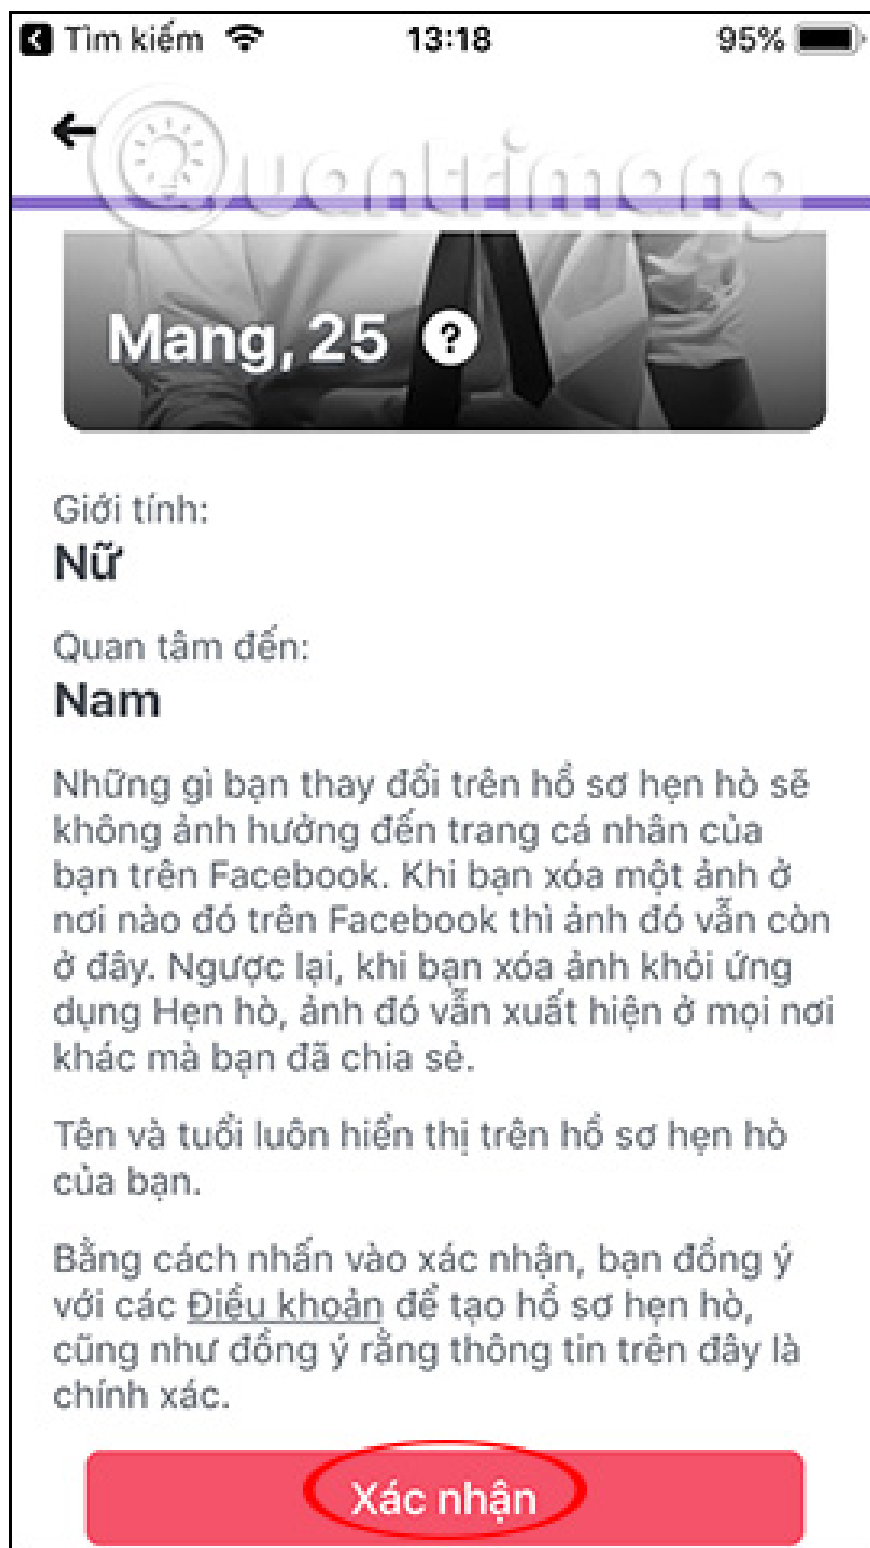 Tìm kiếm 13:18 95%
Quantrimang
Mang, 25 ?
Giới tính:
Nữ
Quan tâm đến:
Nam
Những gì bạn thay đổi trên hồ sơ hẹn hò sẽ
không ảnh hưởng đến trang cá nhân của
bạn trên Facebook. Khi bạn xóa một ảnh ở
nơi nào đó trên Facebook thì ảnh đó vẫn còn
ở đây. Ngược lại, khi bạn xóa ảnh khỏi ứng
dụng Hẹn hò, ảnh đó vẫn xuất hiện ở mọi nơi
khác mà bạn đã chia sẻ.
Tên và tuổi luôn hiển thị trên hồ sơ hẹn hò
của bạn.
Bằng cách nhấn vào xác nhận, bạn đồng ý
với các Điều khoản để tạo hồ sơ hẹn hò,
cũng như đồng ý rằng thông tin trên đây là
chính xác.
Xác nhận